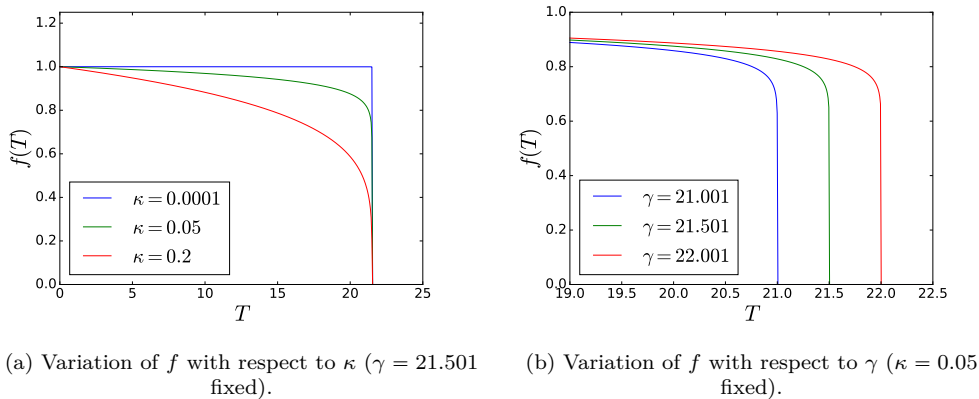 1.2
1.0
0.8
0.6
0.4
0.2
0.0
f(T)
κ = 0.0001
κ = 0.05
κ = 0.2
0 5 10 15 20 25
T
1.0
0.8
0.6
0.4
0.2
0.0
f(T)
γ = 21.001
γ = 21.501
γ = 22.001
19.0 19.5 20.0 20.5 21.0 21.5 22.0 22.5
T
(a) Variation of f with respect to κ (γ = 21.501
fixed).
(b) Variation of f with respect to γ (κ = 0.05
fixed).